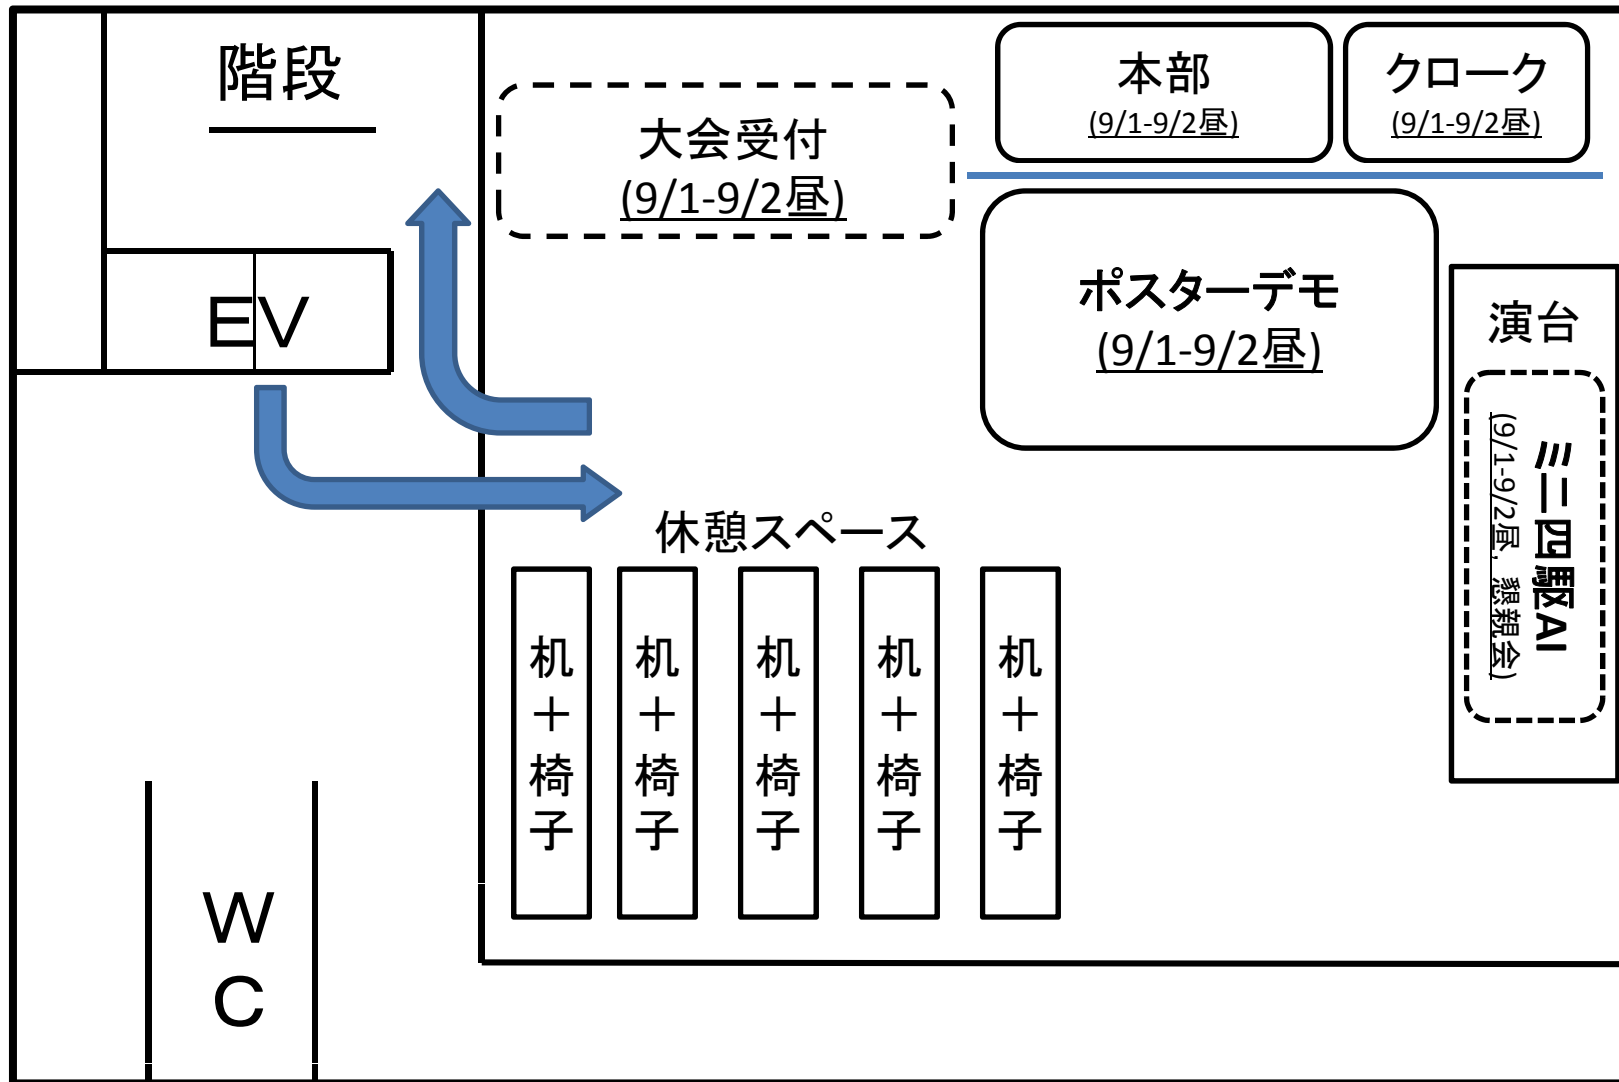 階段
大会受付
(9/1-9/2昼)
本部
(9/1-9/2昼)
クローク
(9/1-9/2昼)
EV
ポスターデモ
(9/1-9/2昼)
演台
ミニ四駆AI
(9/1-9/2昼, 懇親会)
休憩スペース
机＋椅子
机＋椅子
机＋椅子
机＋椅子
机＋椅子
WC